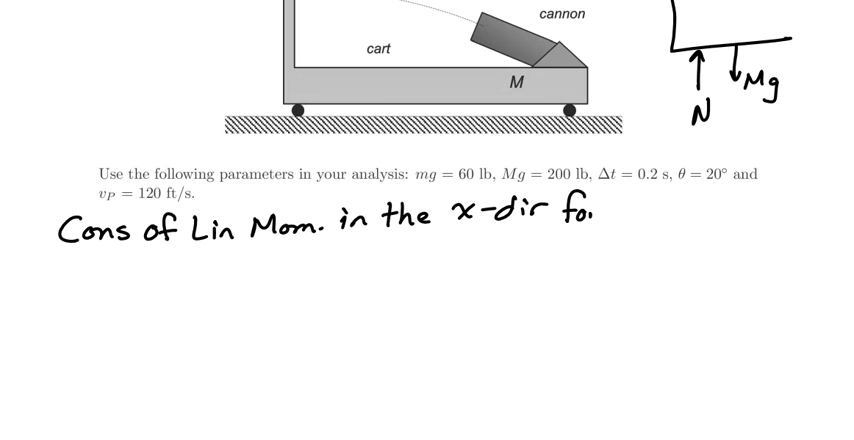 cannon
cart
M
N
Mg
Use the following parameters in your analysis: mg = 60 lb, Mg = 200 lb, Δt = 0.2 s, θ = 20° and
vP = 120 ft/s.
Cons of Lin Mom. in the x-dir for